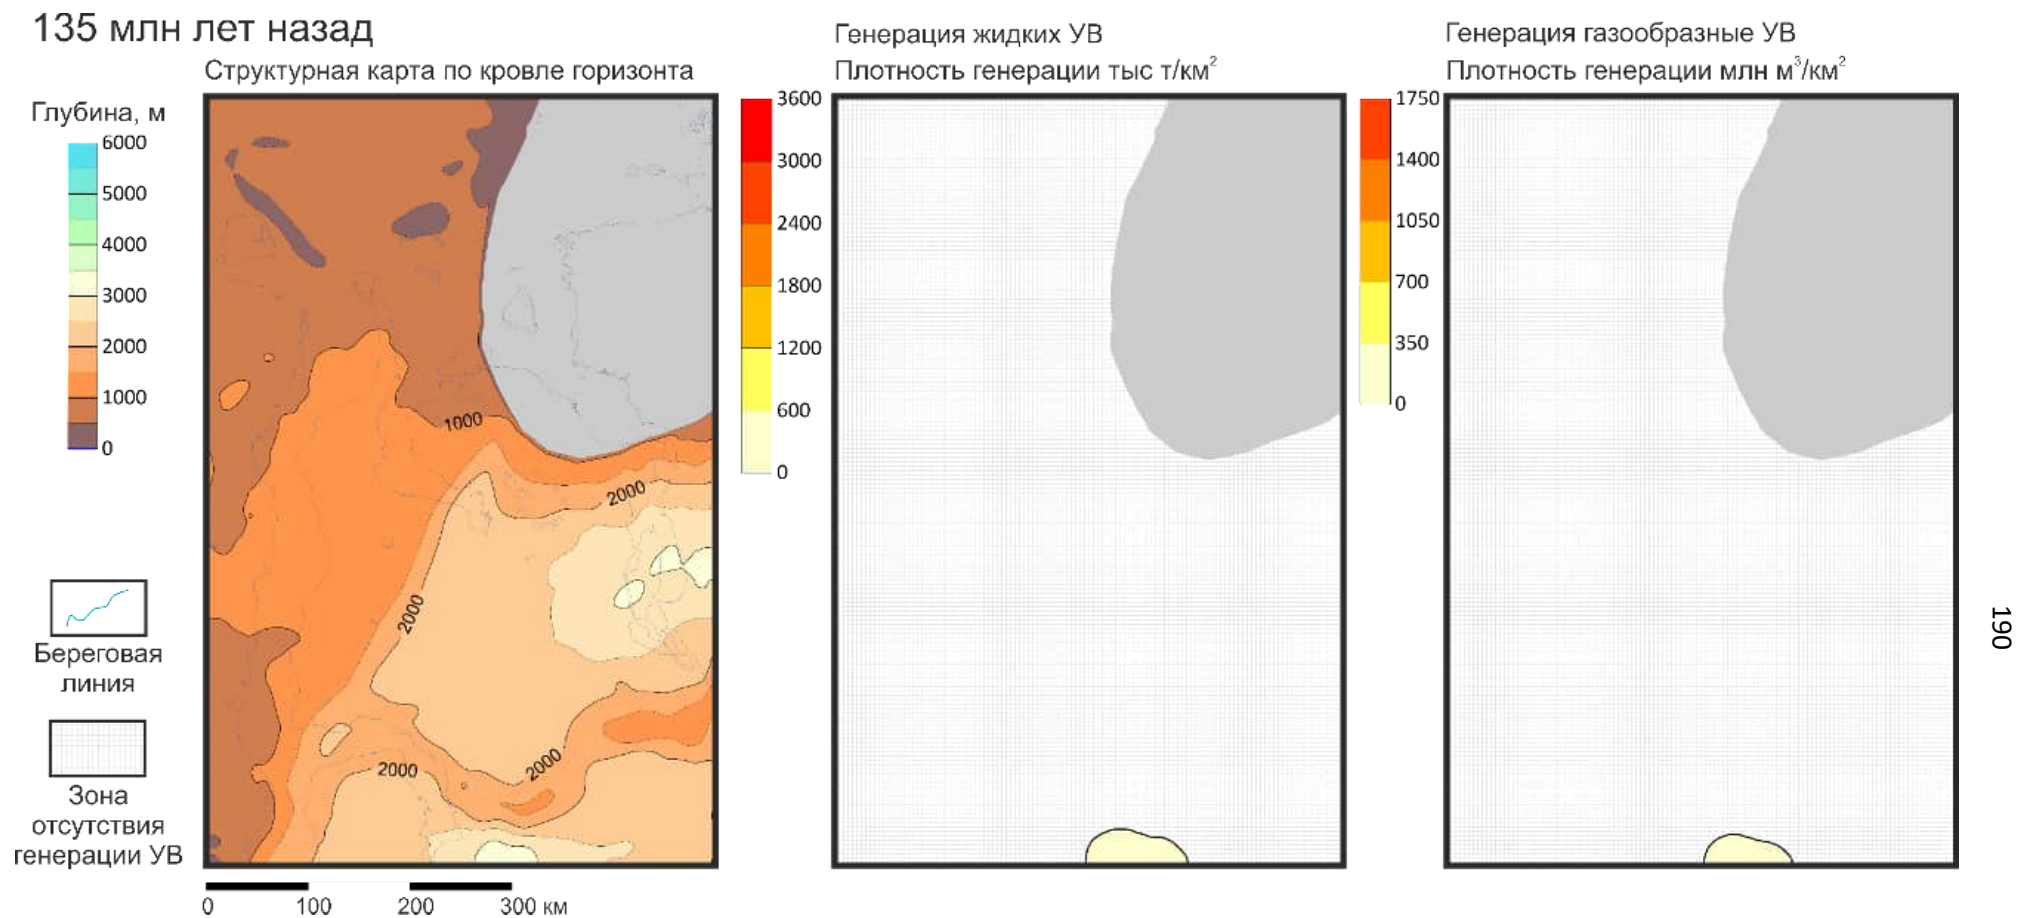 135 млн лет назад
Структурная карта по кровле горизонта
Глубина, м
6000
5000
4000
3000
2000
1000
0
1000
2000
2000
2000
2000
Береговая
линия
Зона
отсутствия
генерации УВ
0 100 200 300 км
Генерация жидких УВ
Плотность генерации тыс т/км²
3600
3000
2400
1800
1200
600
0
Генерация газообразные УВ
Плотность генерации млн м³/км²
1750
1400
1050
700
350
0
190